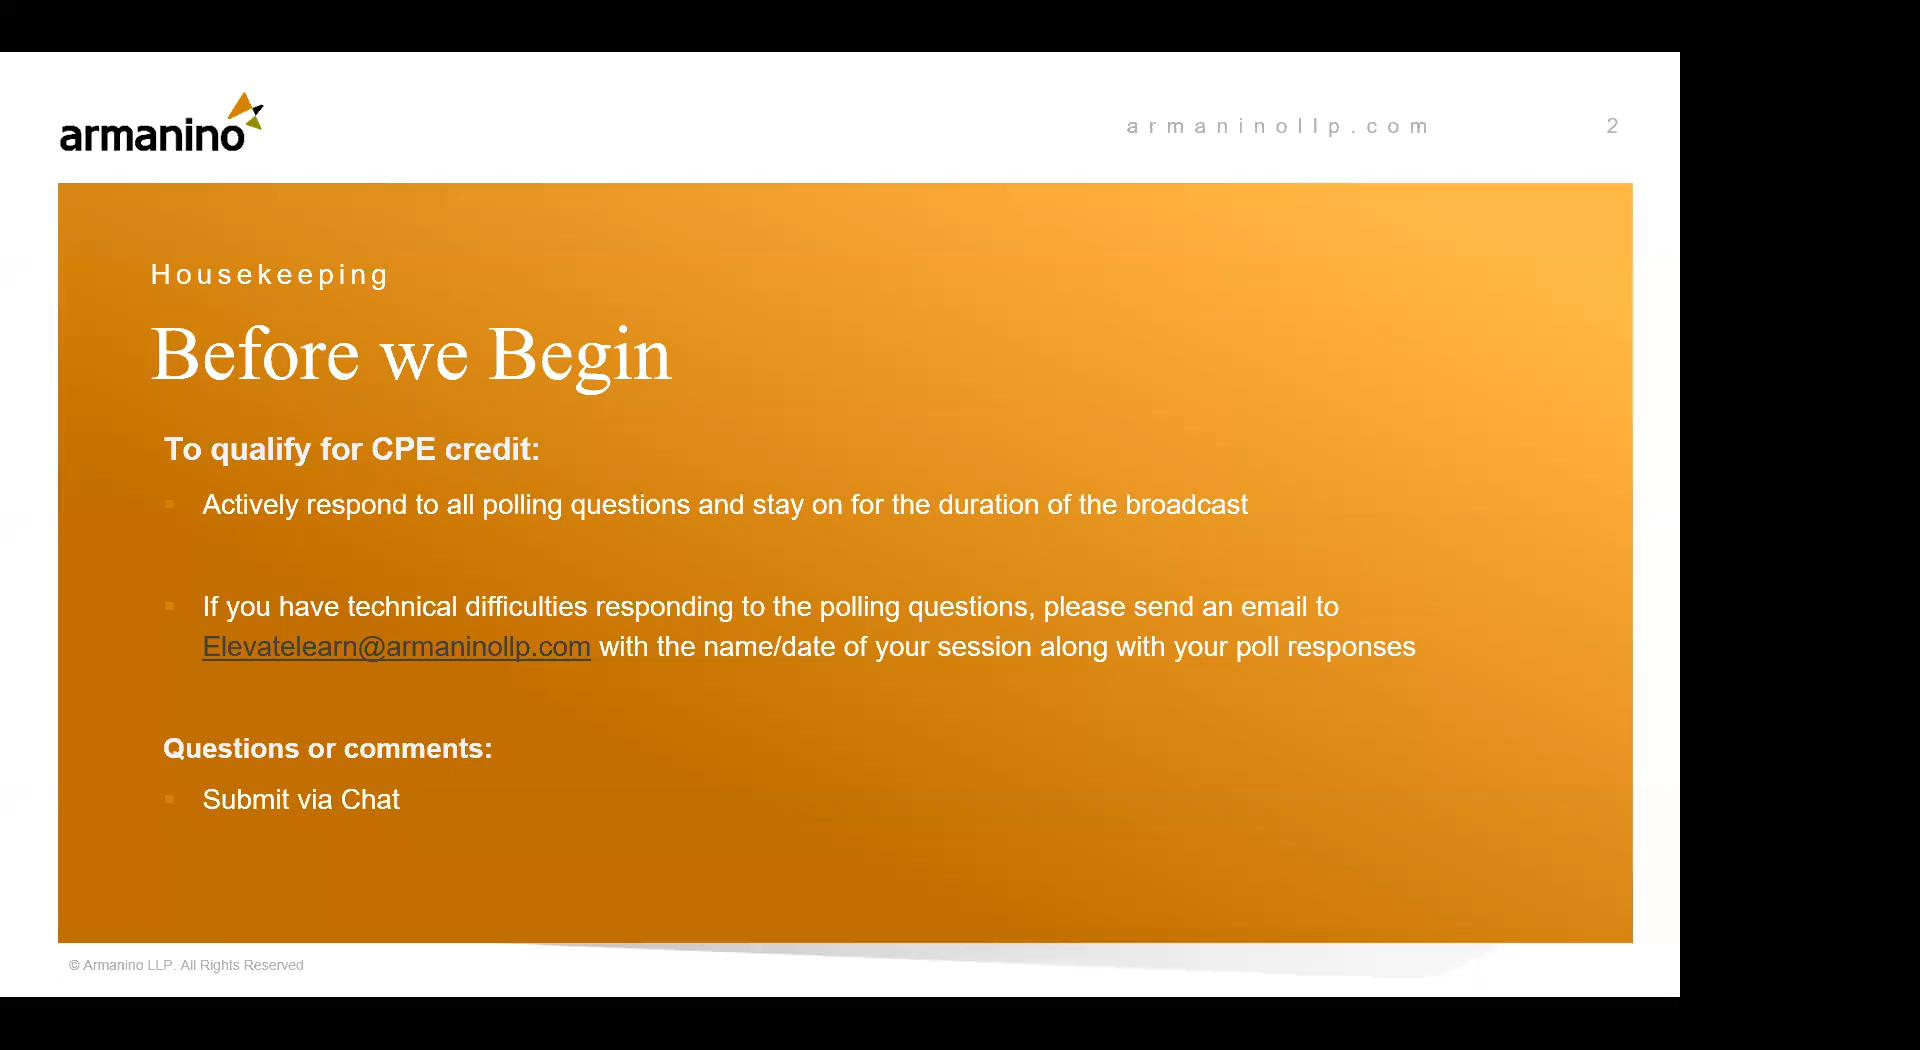 armanino
armaninollp.com
2
Housekeeping
Before we Begin
To qualify for CPE credit:
Actively respond to all polling questions and stay on for the duration of the broadcast
If you have technical difficulties responding to the polling questions, please send an email to
Elevatelearn@armaninollp.com with the name/date of your session along with your poll responses
Questions or comments:
Submit via Chat
© Armanino LLP. All Rights Reserved